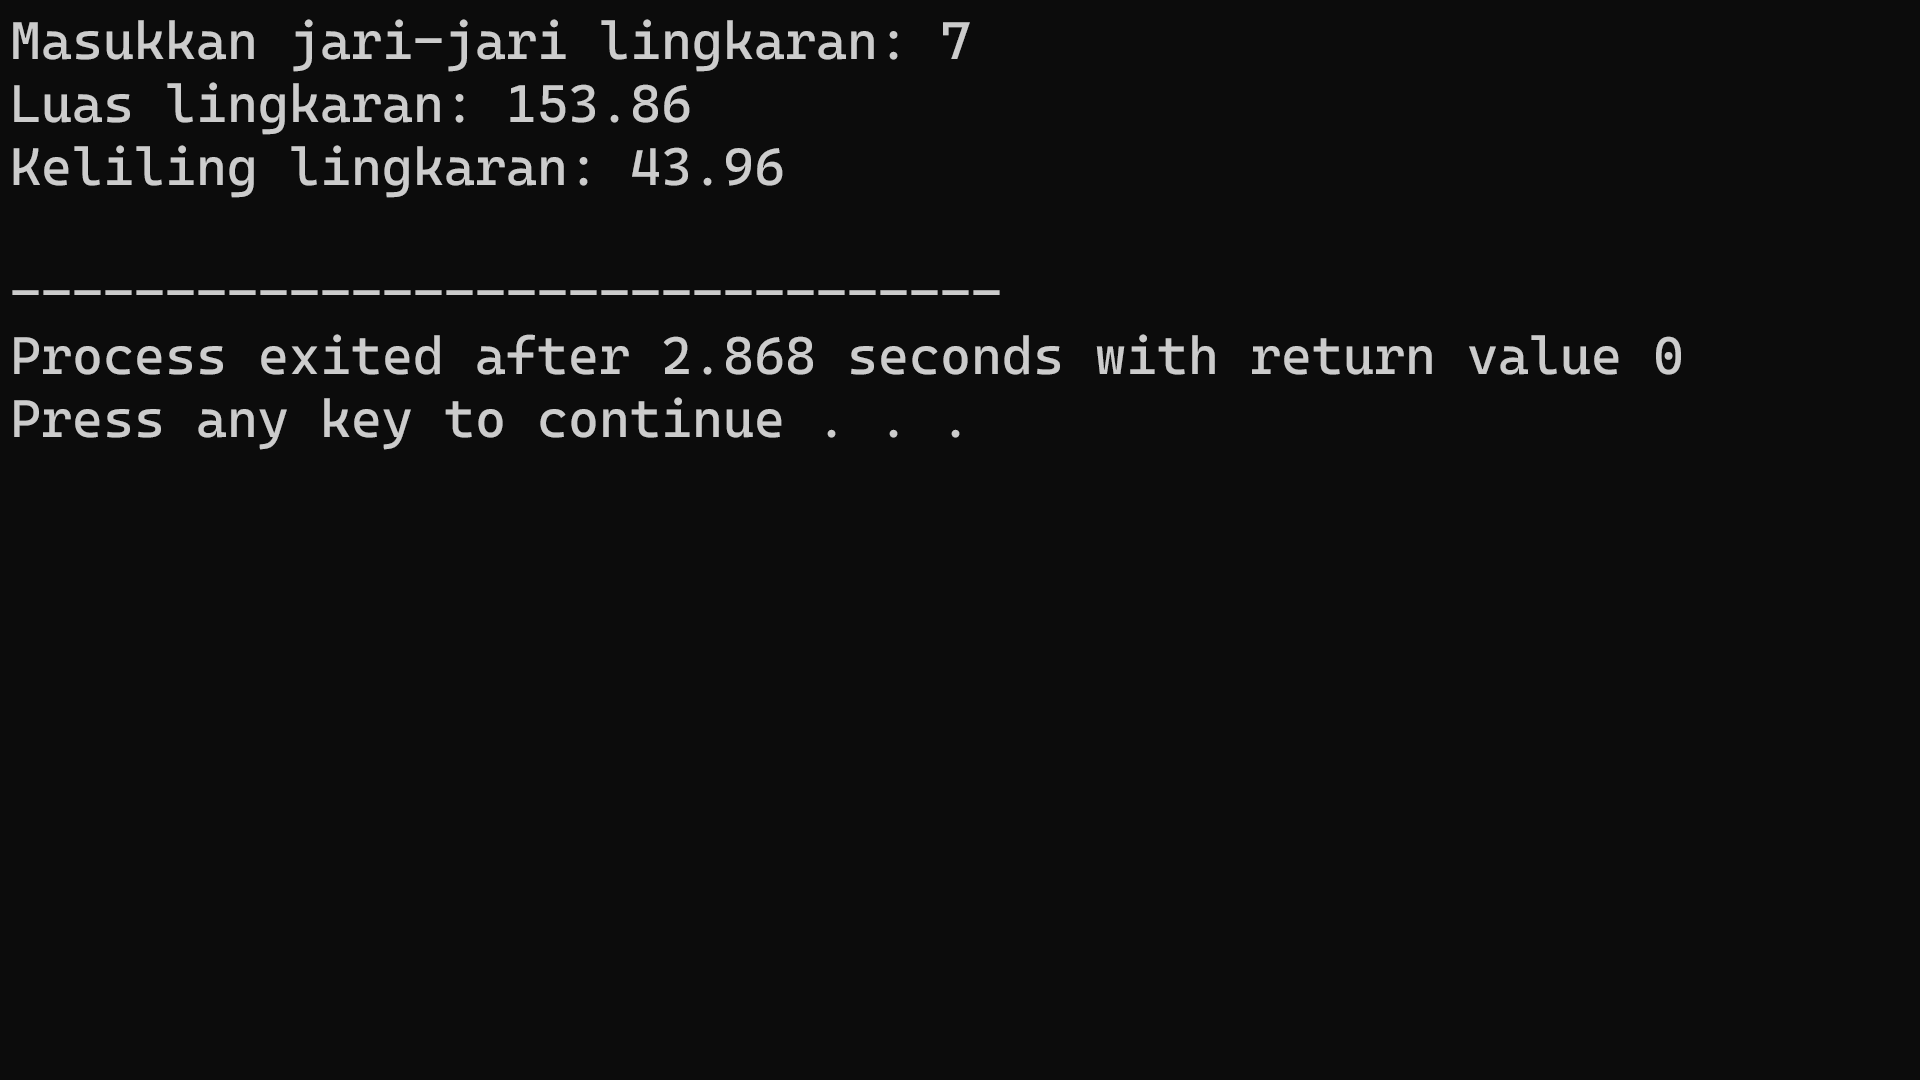 Masukkan jari-jari lingkaran: 7
Luas lingkaran: 153.86
Keliling lingkaran: 43.96
--------------------------------
Process exited after 2.868 seconds with return value 0
Press any key to continue . . .